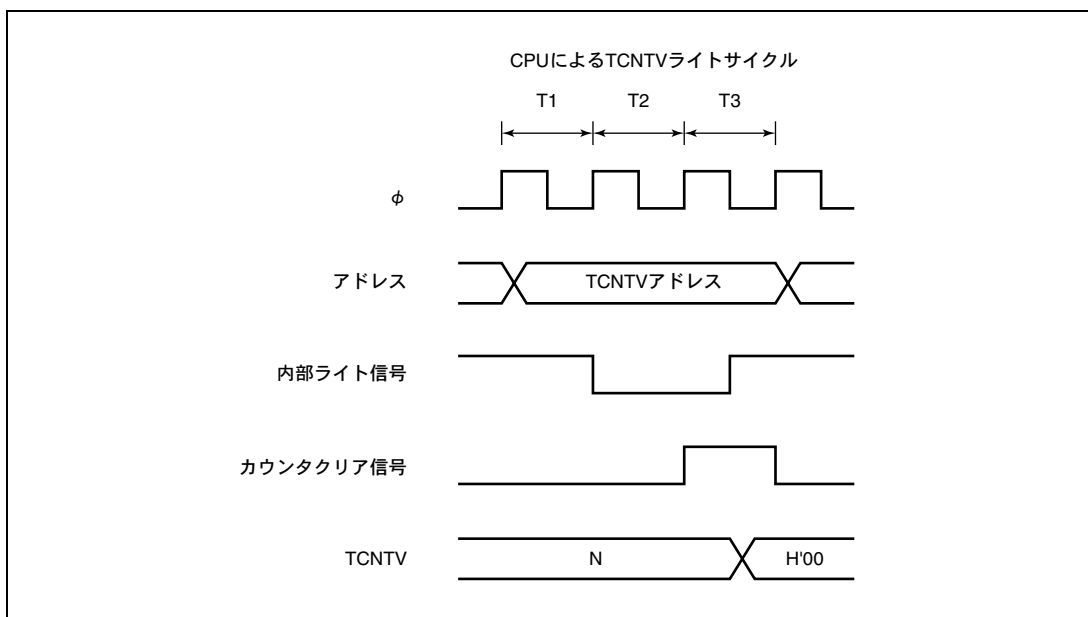 CPUによるTCNTVライトサイクル
T1 T2 T3
φ
アドレス TCNTVアドレス
内部ライト信号
カウンタクリア信号
TCNTV N H'00